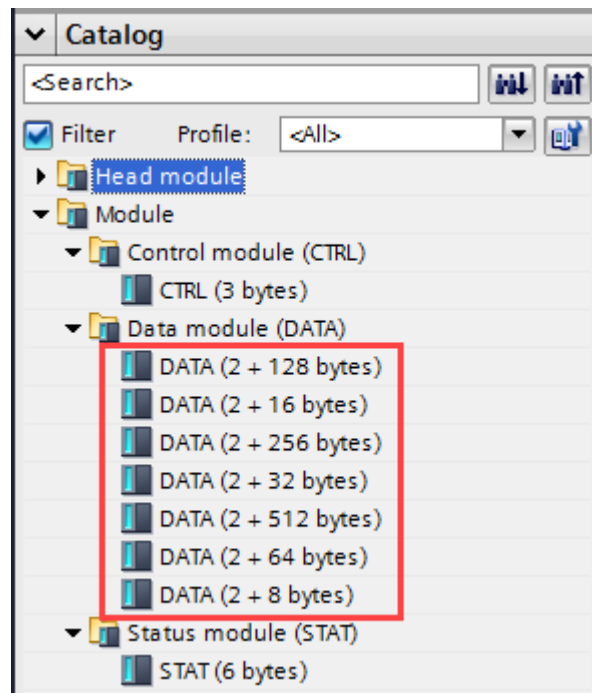 Catalog
<Search>
Filter Profile: <All>
Head module
Module
Control module (CTRL)
CTRL (3 bytes)
Data module (DATA)
DATA (2 + 128 bytes)
DATA (2 + 16 bytes)
DATA (2 + 256 bytes)
DATA (2 + 32 bytes)
DATA (2 + 512 bytes)
DATA (2 + 64 bytes)
DATA (2 + 8 bytes)
Status module (STAT)
STAT (6 bytes)